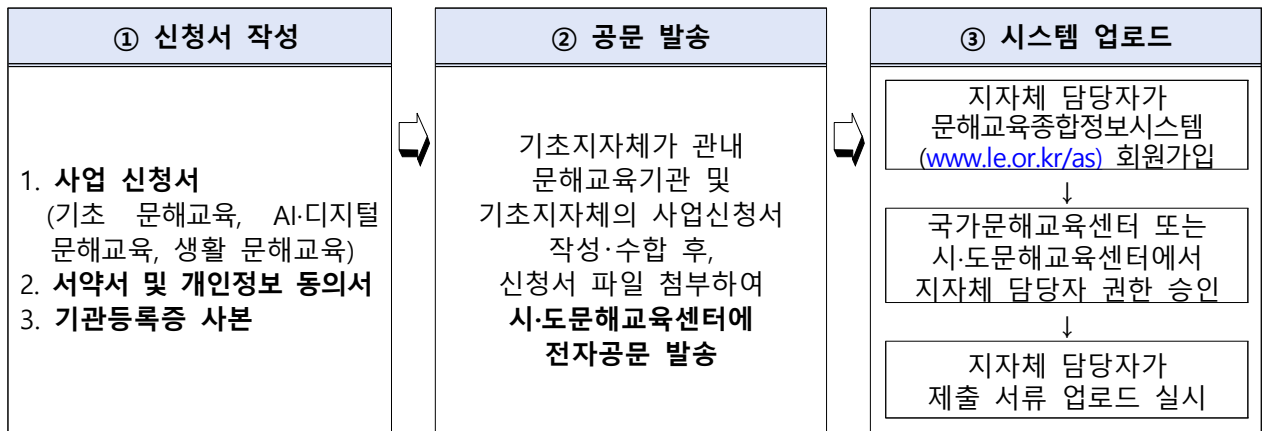 ① 신청서 작성
1. 사업 신청서
(기초 문해교육, AI·디지털
문해교육, 생활 문해교육)
2. 서약서 및 개인정보 동의서
3. 기관등록증 사본
② 공문 발송
기초지자체가 관내
문해교육기관 및
기초지자체의 사업신청서
작성·수합 후,
신청서 파일 첨부하여
시·도문해교육센터에
전자공문 발송
③ 시스템 업로드
지자체 담당자가
문해교육종합정보시스템
(www.le.or.kr/as) 회원가입
↓
국가문해교육센터 또는
시·도문해교육센터에서
지자체 담당자 권한 승인
↓
지자체 담당자가
제출 서류 업로드 실시